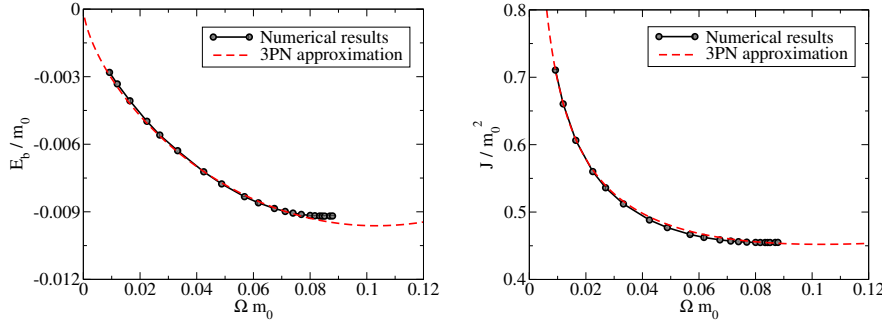 0
-0.003
-0.006
-0.009
-0.012
E_b / m_0
Numerical results
3PN approximation
0 0.02 0.04 0.06 0.08 0.1 0.12
Ω m_0
0.8
0.7
0.6
0.5
0.4
J / m_0^2
Numerical results
3PN approximation
0 0.02 0.04 0.06 0.08 0.1 0.12
Ω m_0